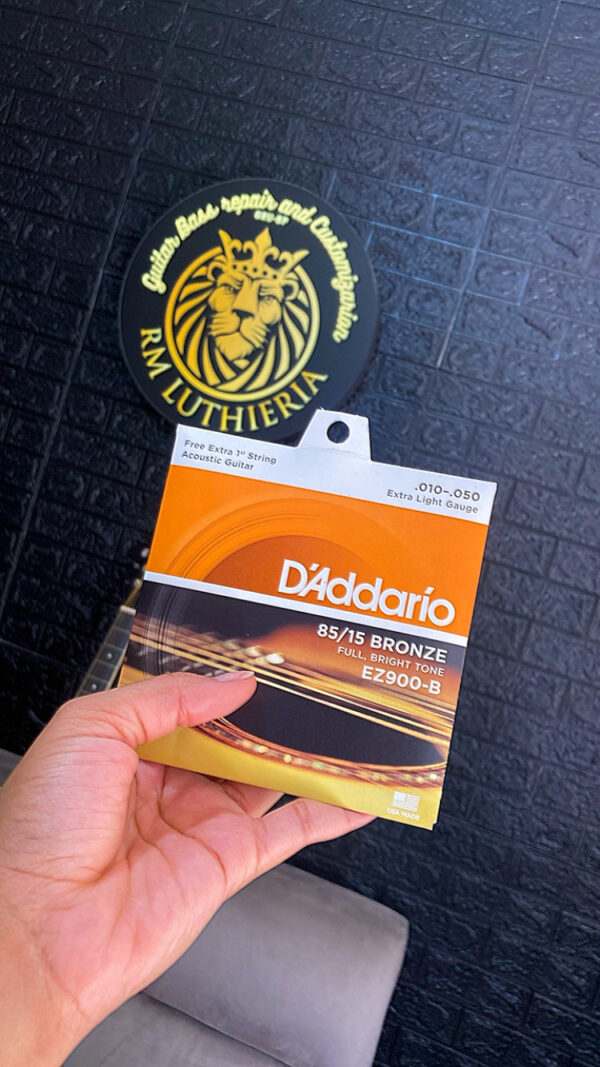 Guitar Bass repair and Customization
RM LUTHIERIA
Free Extra 1st String
Acoustic Guitar
.010-.050
Extra Light Gauge
D'Addario
85/15 BRONZE
FULL, BRIGHT TONE
EZ900-B
USA MADE